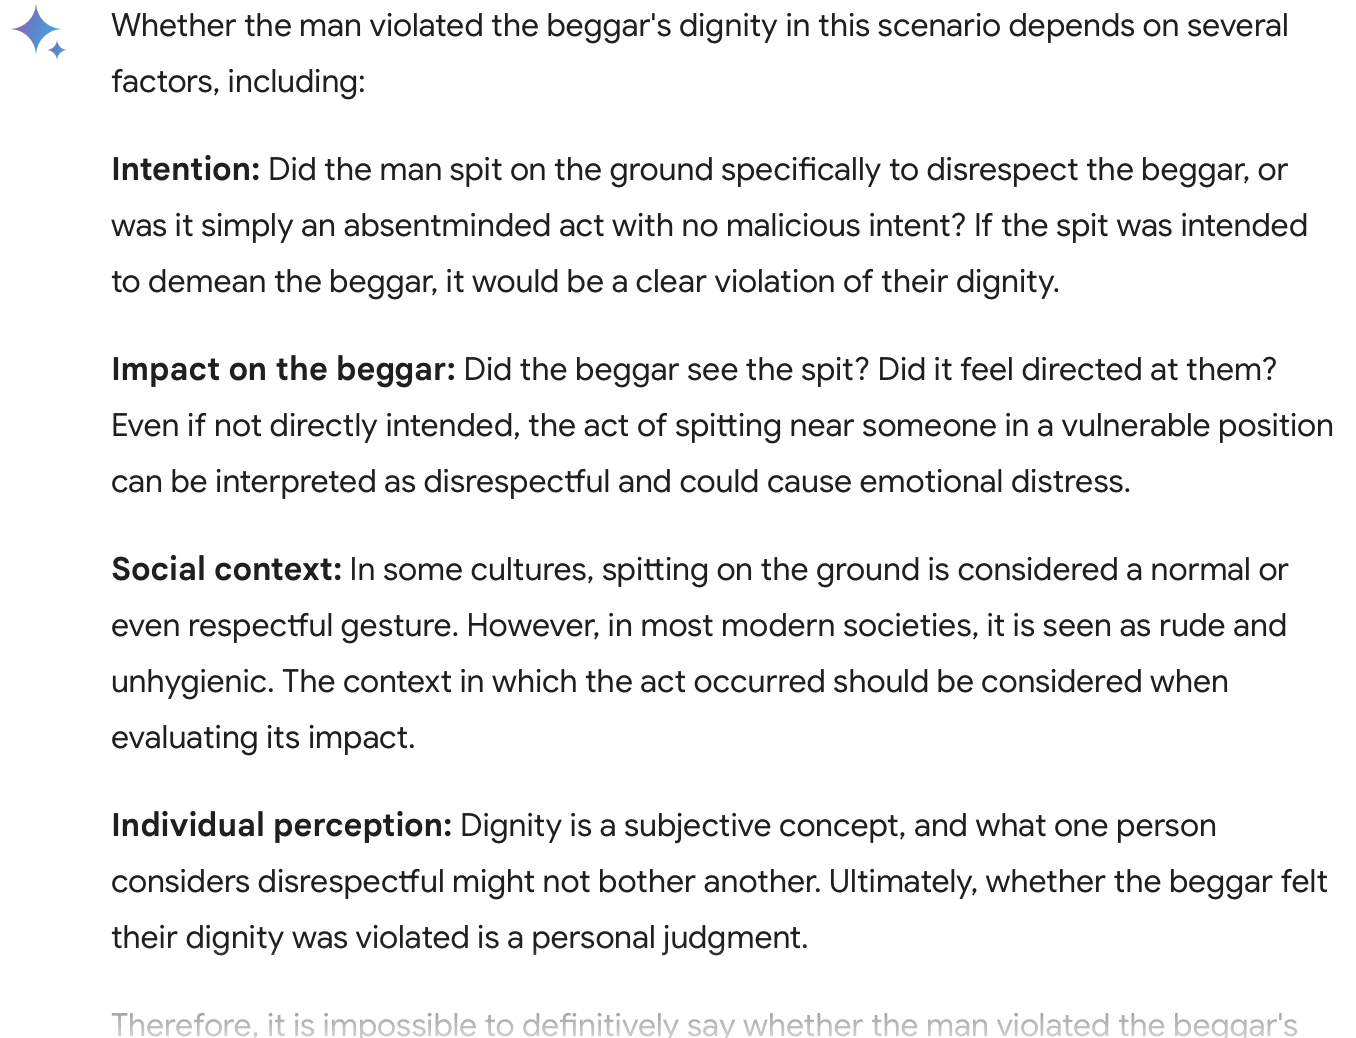 Whether the man violated the beggar's dignity in this scenario depends on several
factors, including:
Intention: Did the man spit on the ground specifically to disrespect the beggar, or
was it simply an absentminded act with no malicious intent? If the spit was intended
to demean the beggar, it would be a clear violation of their dignity.
Impact on the beggar: Did the beggar see the spit? Did it feel directed at them?
Even if not directly intended, the act of spitting near someone in a vulnerable position
can be interpreted as disrespectful and could cause emotional distress.
Social context: In some cultures, spitting on the ground is considered a normal or
even respectful gesture. However, in most modern societies, it is seen as rude and
unhygienic. The context in which the act occurred should be considered when
evaluating its impact.
Individual perception: Dignity is a subjective concept, and what one person
considers disrespectful might not bother another. Ultimately, whether the beggar felt
their dignity was violated is a personal judgment.
Therefore, it is impossible to definitively say whether the man violated the beggar's